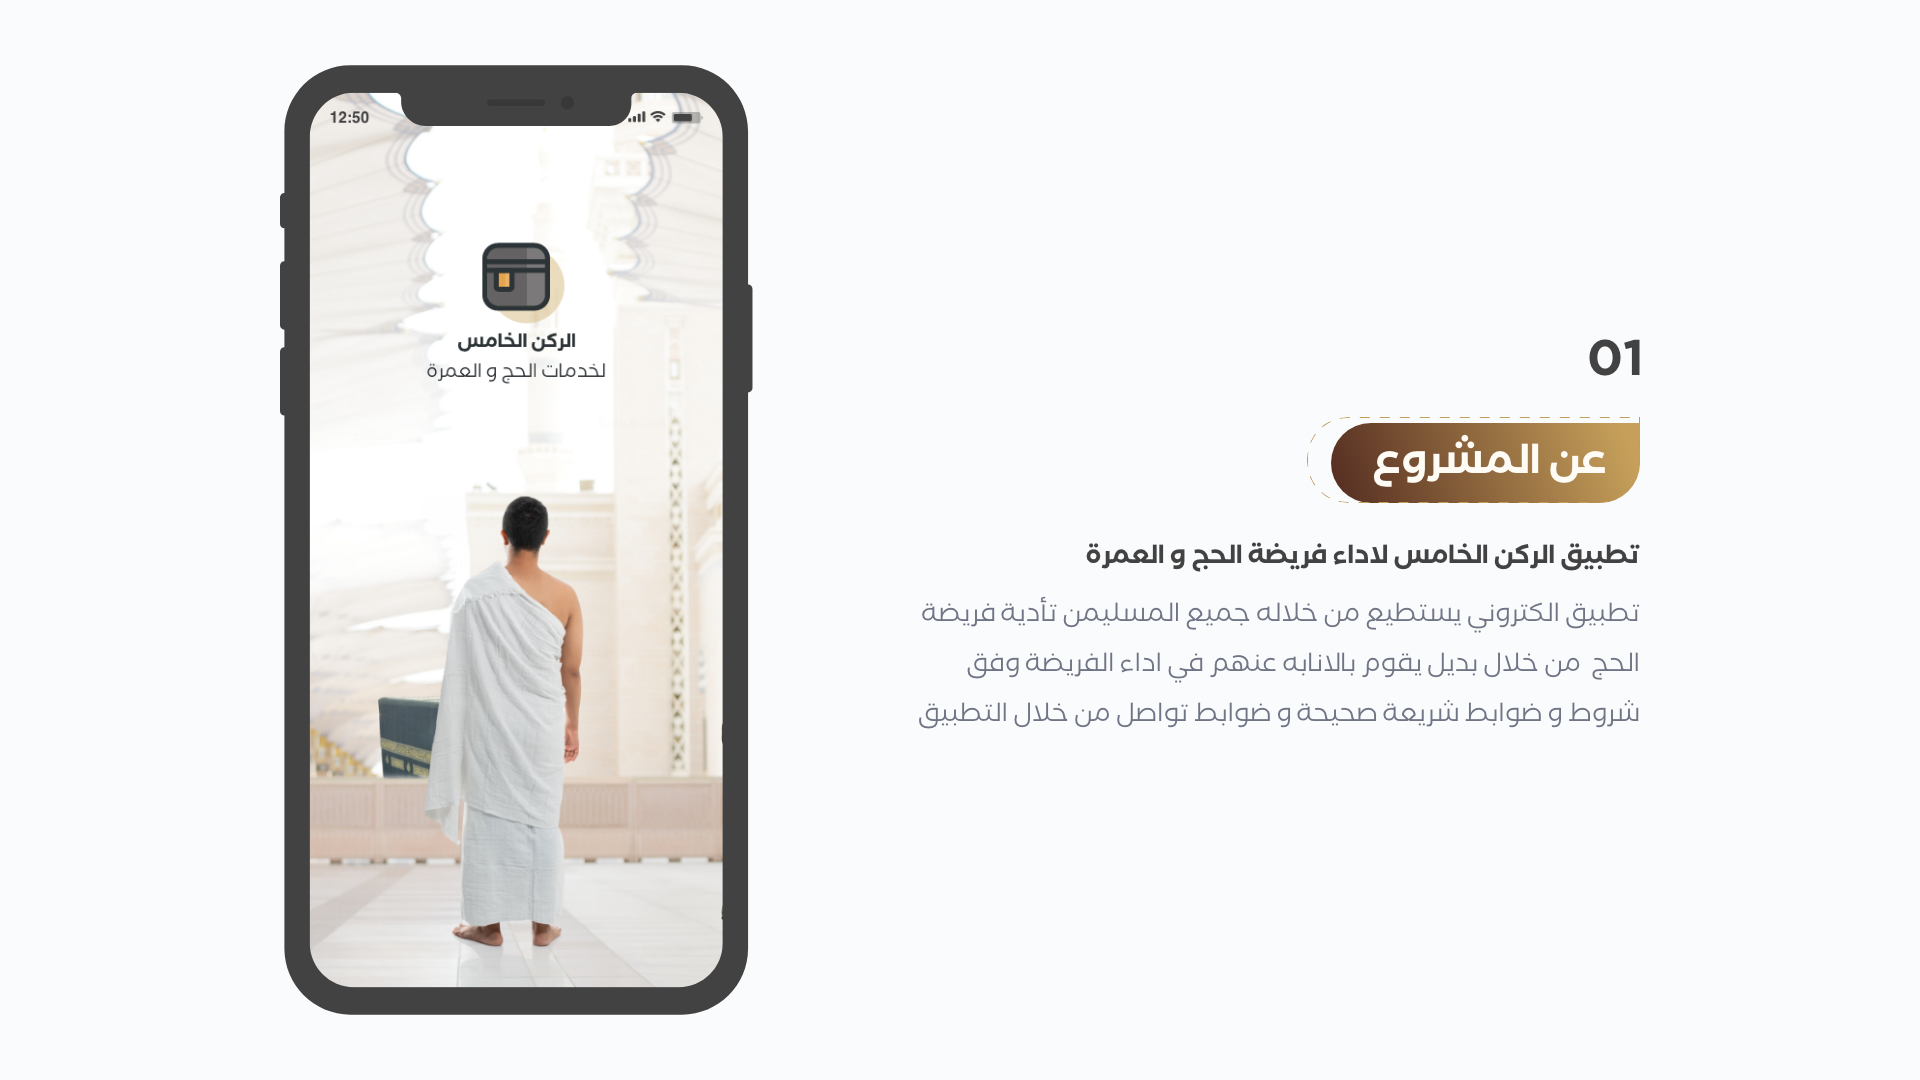 12:50
الركن الخامس
لخدمات الحج و العمرة
01
عن المشروع
تطبيق الركن الخامس لاداء فريضة الحج و العمرة
تطبيق الكتروني يستطيع من خلاله جميع المسليمن تأدية فريضة
الحج من خلال بديل يقوم بالانابه عنهم في اداء الفريضة وفق
شروط و ضوابط شريعة صحيحة و ضوابط تواصل من خلال التطبيق